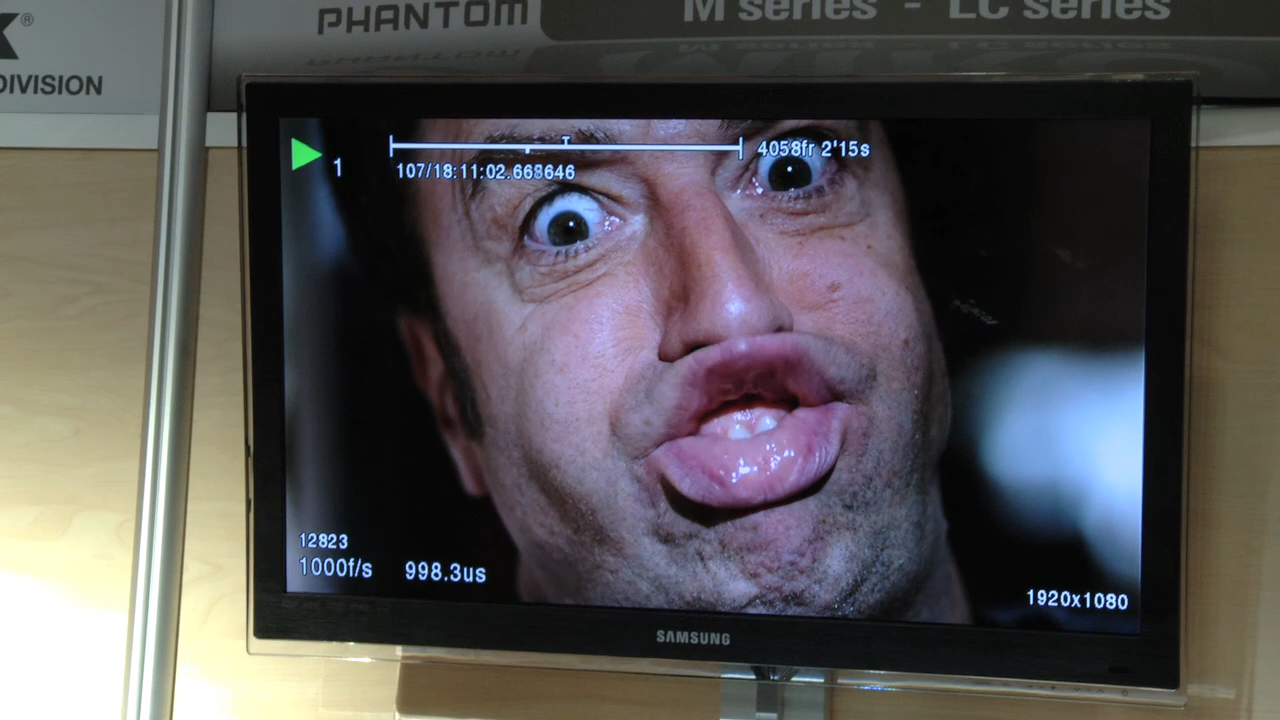 X®
DIVISION
PHANTOM
M series - LC series
1
4058fr 2'15s
107/18:11:02.668646
12823
1000f/s 998.3us
1920x1080
SAMSUNG